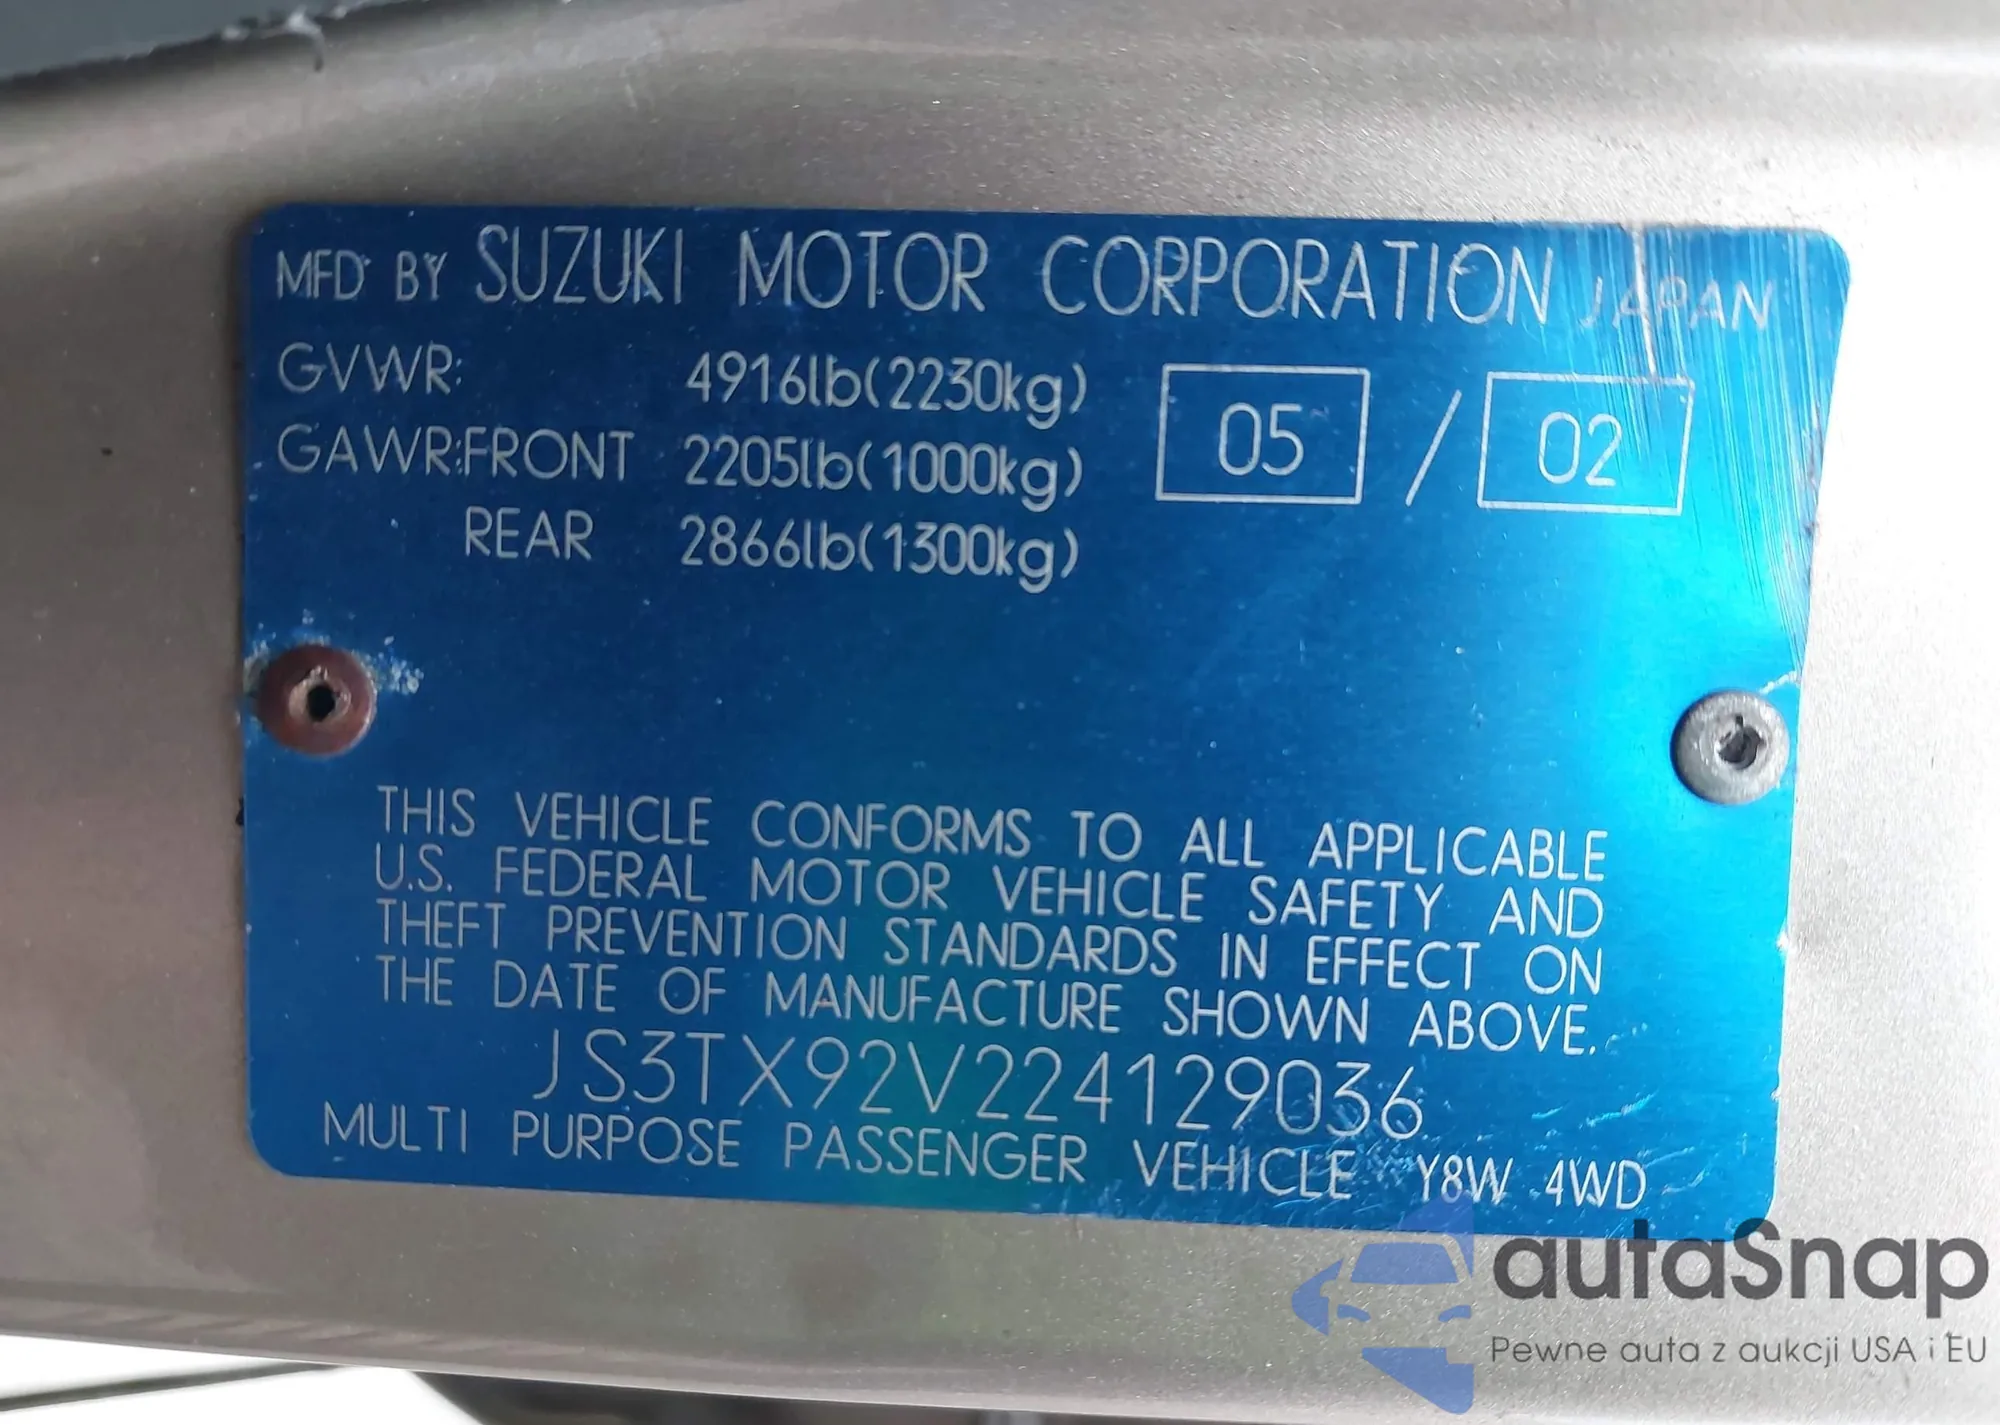 MFD BY SUZUKI MOTOR CORPORATION JAPAN
GVWR: 4916lb(2230kg) 05 / 02
GAWR:FRONT 2205lb(1000kg)
REAR 2866lb(1300kg)
THIS VEHICLE CONFORMS TO ALL APPLICABLE
U.S. FEDERAL MOTOR VEHICLE SAFETY AND
THEFT PREVENTION STANDARDS IN EFFECT ON
THE DATE OF MANUFACTURE SHOWN ABOVE.
JS3TX92V224129036
MULTI PURPOSE PASSENGER VEHICLE Y8W 4WD
autaSnap
Pewne auta z aukcji USA i EU